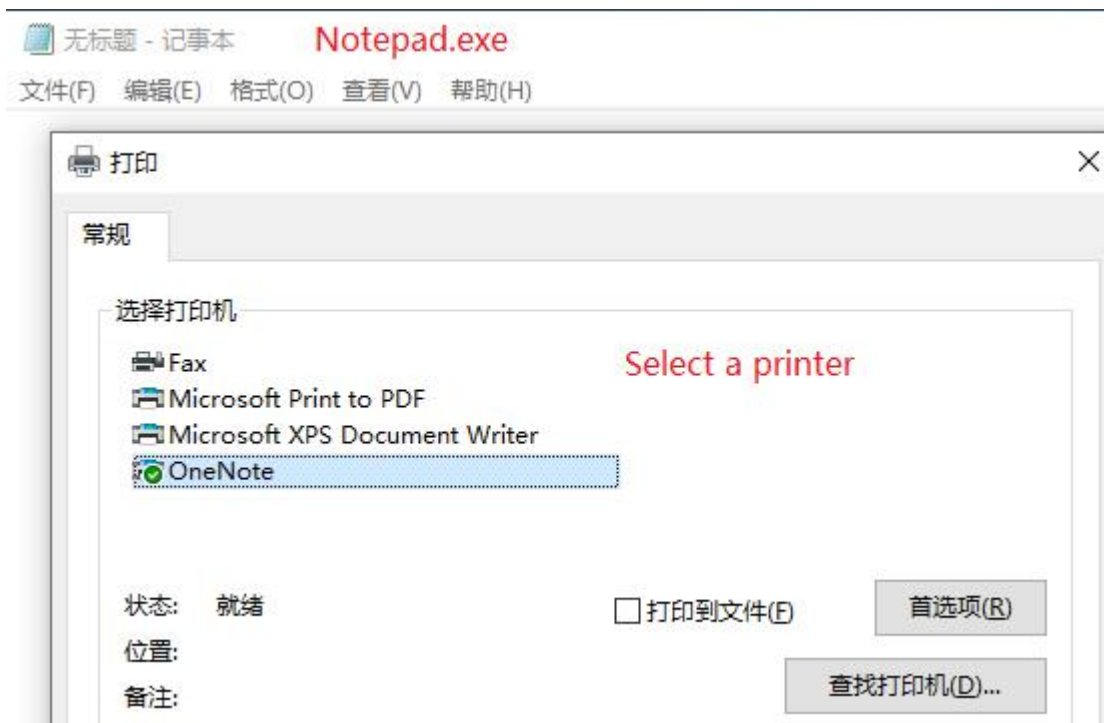 无标题 - 记事本 Notepad.exe
文件(F) 编辑(E) 格式(O) 查看(V) 帮助(H)
打印
常规
选择打印机
Fax
Select a printer
Microsoft Print to PDF
Microsoft XPS Document Writer
OneNote
状态: 就绪
打印到文件(F)
首选项(R)
位置:
查找打印机(D)...
备注: